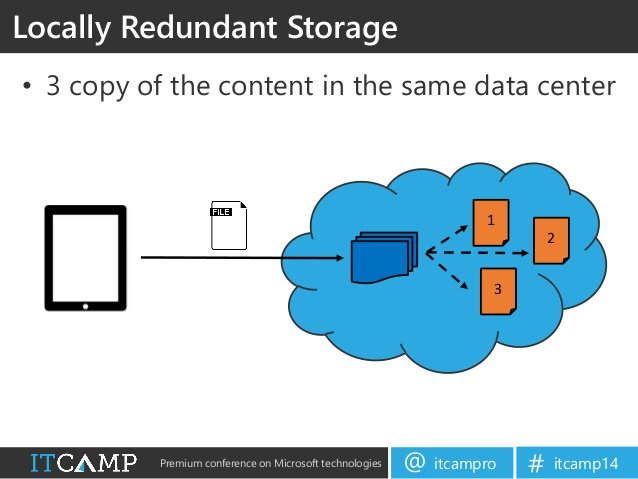 Locally Redundant Storage
• 3 copy of the content in the same data center
FILE
1
2
3
ITCAMP
Premium conference on Microsoft technologies
@ itcampro
# itcamp14